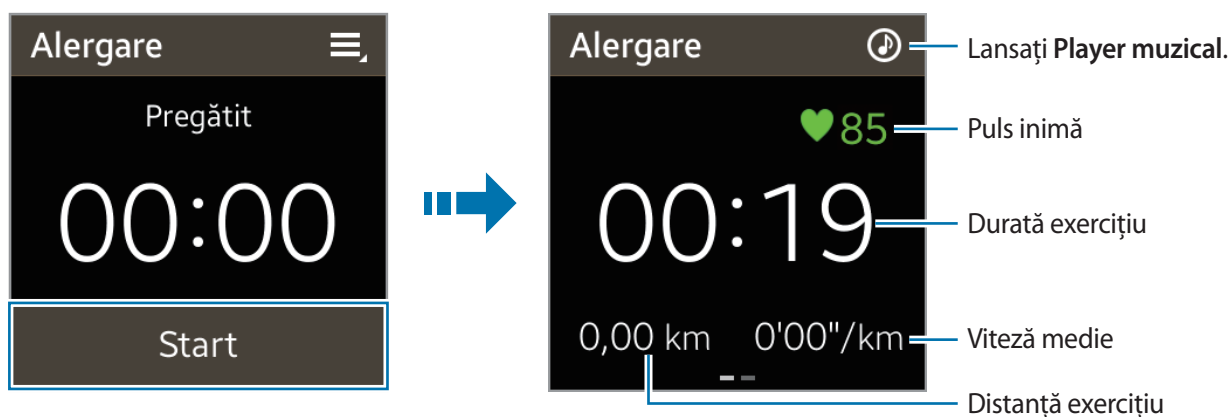 Alergare
Pregătit
00:00
Start
Alergare
85
00:19
0,00 km 0'00"/km
Lansați Player muzical.
Puls inimă
Durată exercițiu
Viteză medie
Distanță exercițiu